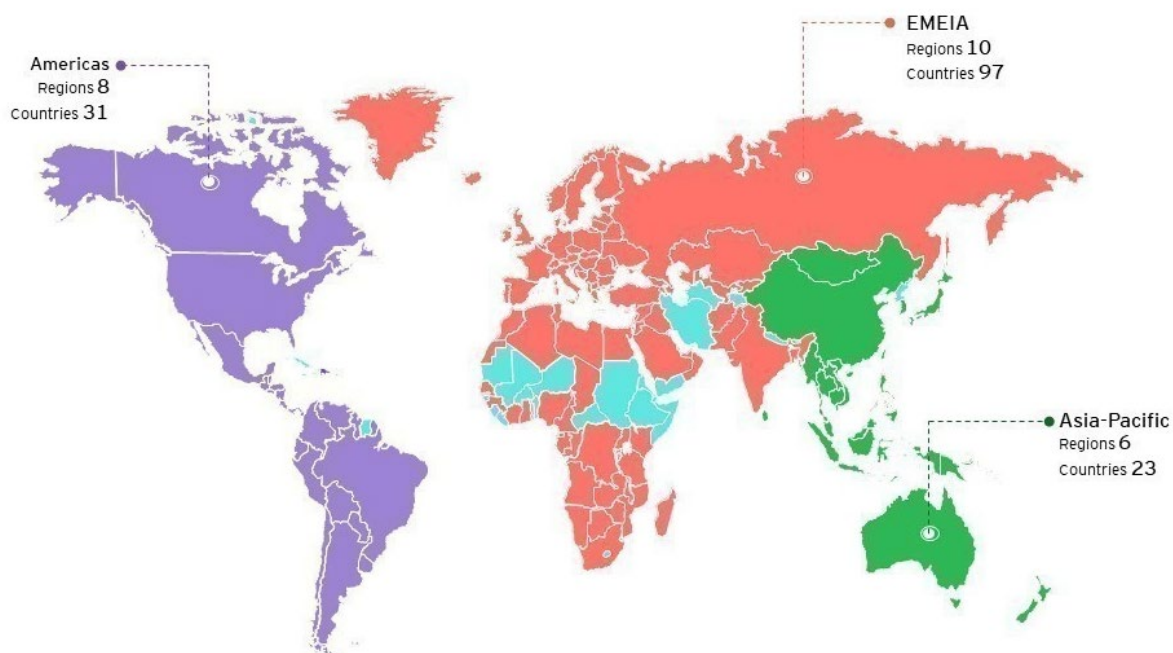 Americas
Regions 8
Countries 31
EMEIA
Regions 10
Countries 97
Asia-Pacific
Regions 6
Countries 23